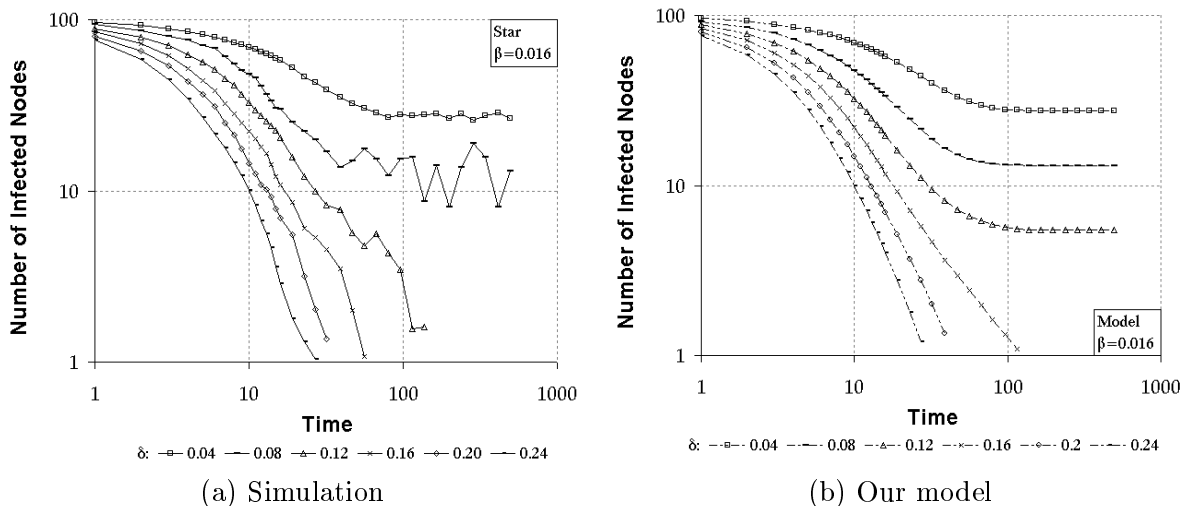 100
10
1
Number of Infected Nodes
1
10
100
1000
Time
Star
β=0.016
δ: 0.04 0.08 0.12 0.16 0.20 0.24
(a) Simulation
100
10
1
Number of Infected Nodes
1
10
100
1000
Time
Model
β=0.016
δ: 0.04 0.08 0.12 0.16 0.2 0.24
(b) Our model